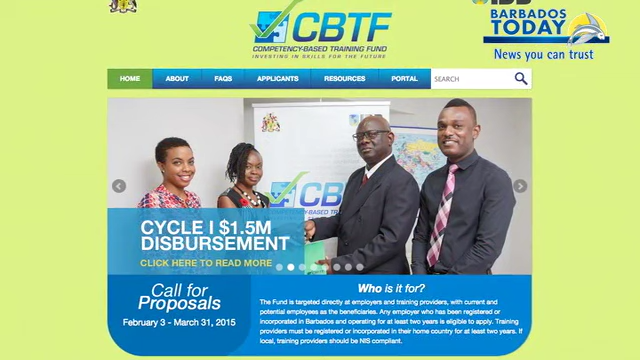 CBTF
COMPETENCY-BASED TRAINING FUND
INVESTING IN SKILLS FOR THE FUTURE
BARBADOS
TODAY
News you can trust
HOME ABOUT FAQS APPLICANTS RESOURCES PORTAL SEARCH
CBTF
CYCLE I $1.5M
DISBURSEMENT
CLICK HERE TO READ MORE
Call for
Proposals
February 3 - March 31, 2015
Who is it for?
The Fund is targeted directly at employers and training providers, with current and
potential employees as the beneficiaries. Any employer who has been registered or
incorporated in Barbados and operating for at least two years is eligible to apply. Training
providers must be registered or incorporated in their home country for at least two years. If
local, training providers should be NIS compliant.